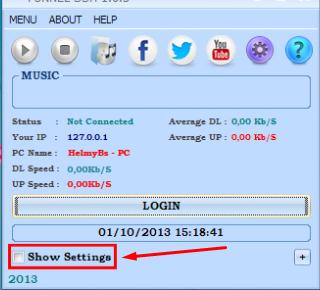 MENU ABOUT HELP
f You Tube ?
MUSIC
Status : Not Connected Average DL : 0,00 Kb/S
Your IP : 127.0.0.1 Average UP : 0,00 Kb/S
PC Name : HelmyBs - PC
DL Speed : 0,00Kb/S
UP Speed : 0,00Kb/S
LOGIN
01/10/2013 15:18:41
Show Settings +
2013